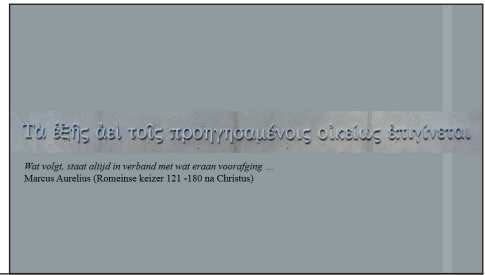 Τὰ ἑξῆς ἀεὶ τοῖς προηγησαμένοις οἰκείως ἐπιγίνεται
Wat volgt, staat altijd in verband met wat eraan voorafging ...
Marcus Aurelius (Romeinse keizer 121 -180 na Christus)